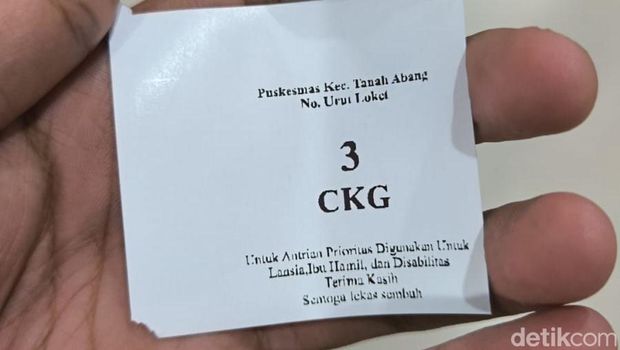 Puskesmas Kec. Tanah Abang
No. Urut Loket
3
CKG
Untuk Antrian Prioritas Digunakan Untuk
Lansia,Ibu Hamil, dan Disabilitas
Terima Kasih
Semoga lekas sembuh
detikcom